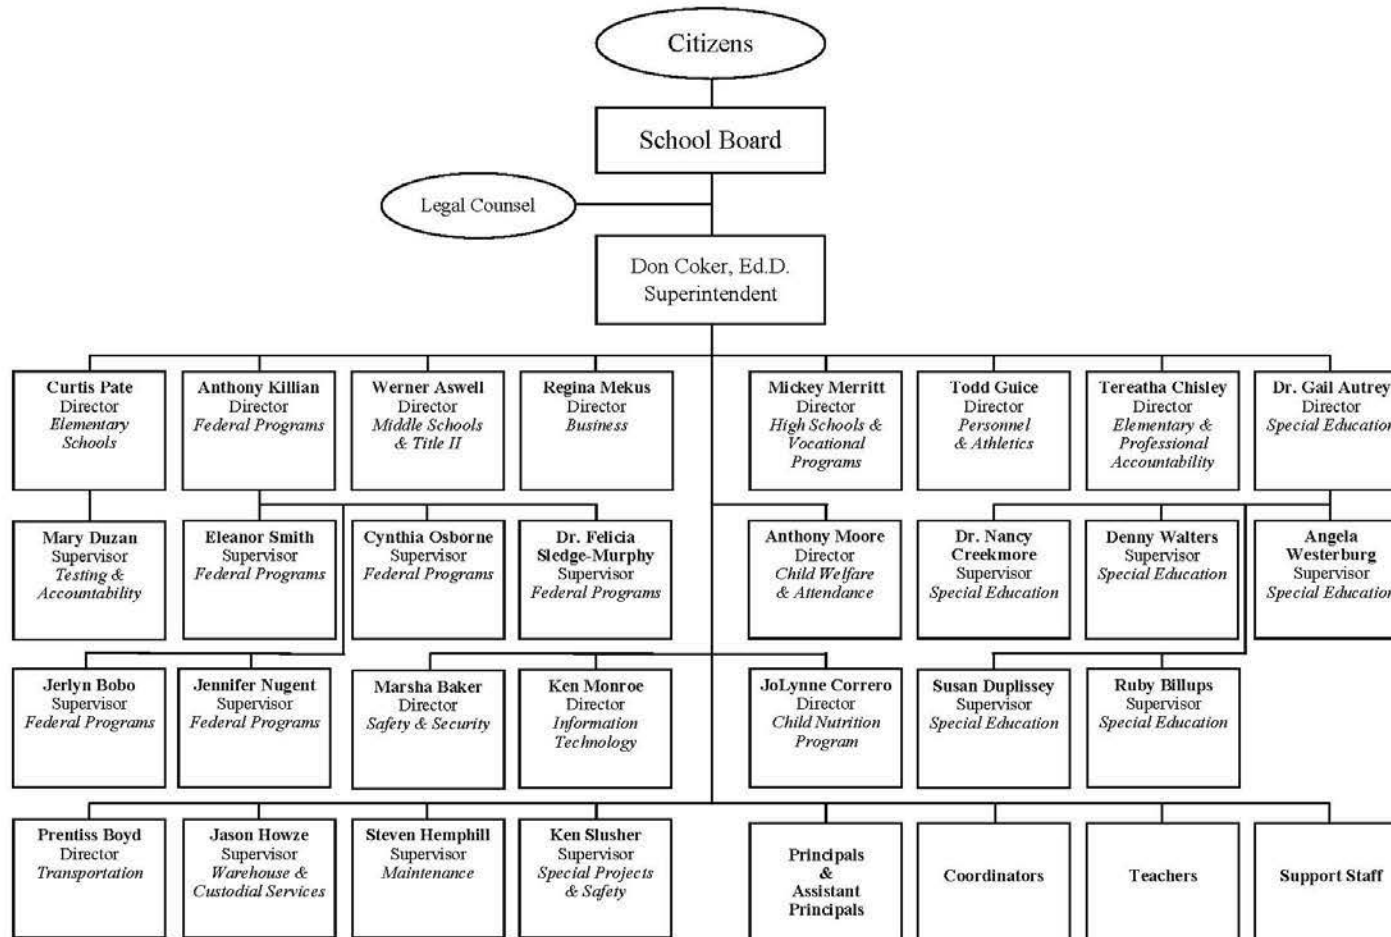 Citizens
School Board
Legal Counsel
Don Coker, Ed.D.
Superintendent
Curtis Pate
Director
Elementary
Schools
Anthony Killian
Director
Federal Programs
Werner Aswell
Director
Middle Schools
& Title II
Regina Mekus
Director
Business
Mickey Merritt
Director
High Schools &
Vocational
Programs
Todd Guice
Director
Personnel
& Athletics
Tereatha Chisley
Director
Elementary &
Professional
Accountability
Dr. Gail Autrey
Director
Special Education
Mary Duzan
Supervisor
Testing &
Accountability
Eleanor Smith
Supervisor
Federal Programs
Cynthia Osborne
Supervisor
Federal Programs
Dr. Felicia
Sledge-Murphy
Supervisor
Federal Programs
Anthony Moore
Director
Child Welfare
& Attendance
Dr. Nancy
Creekmore
Supervisor
Special Education
Denny Walters
Supervisor
Special Education
Angela
Westerburg
Supervisor
Special Education
Jerlyn Bobo
Supervisor
Federal Programs
Jennifer Nugent
Supervisor
Federal Programs
Marsha Baker
Director
Safety & Security
Ken Monroe
Director
Information
Technology
JoLynne Correro
Director
Child Nutrition
Program
Susan Duplissey
Supervisor
Special Education
Ruby Billups
Supervisor
Special Education
Prentiss Boyd
Director
Transportation
Jason Howze
Supervisor
Warehouse &
Custodial Services
Steven Hemphill
Supervisor
Maintenance
Ken Slusher
Supervisor
Special Projects
& Safety
Principals
&
Assistant
Principals
Coordinators
Teachers
Support Staff